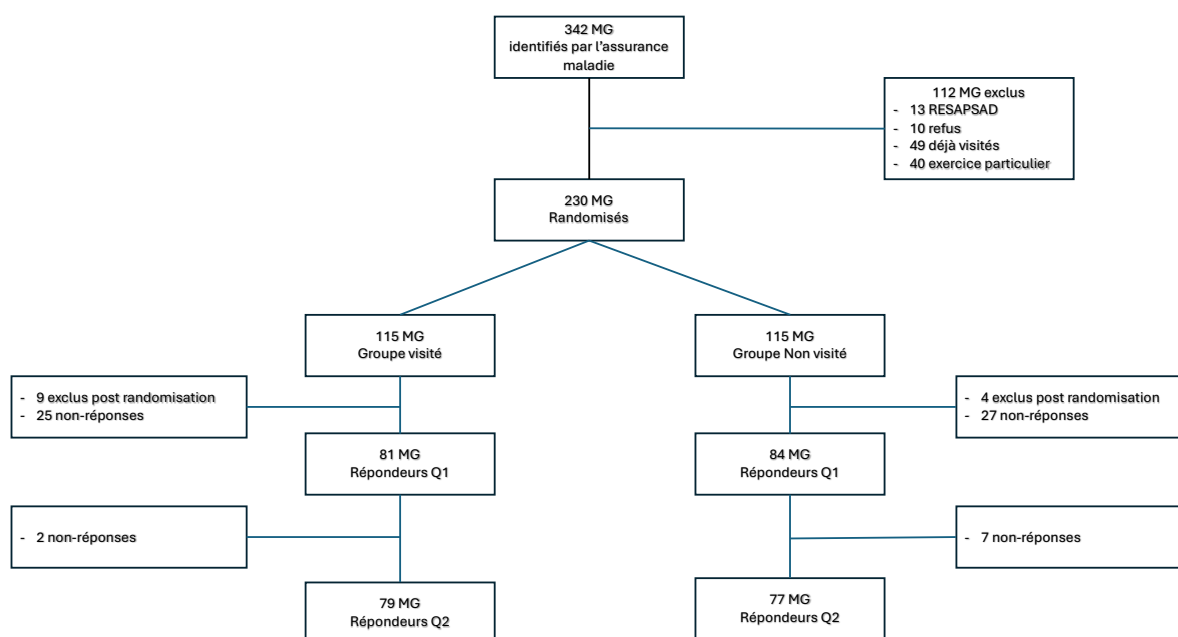 342 MG
identifiés par l'assurance
maladie
112 MG exclus
- 13 RESAPSAD
- 10 refus
- 49 déjà visités
- 40 exercice particulier
230 MG
Randomisés
115 MG
Groupe visité
115 MG
Groupe Non visité
- 9 exclus post randomisation
- 25 non-réponses
- 4 exclus post randomisation
- 27 non-réponses
81 MG
Répondeurs Q1
84 MG
Répondeurs Q1
- 2 non-réponses
- 7 non-réponses
79 MG
Répondeurs Q2
77 MG
Répondeurs Q2